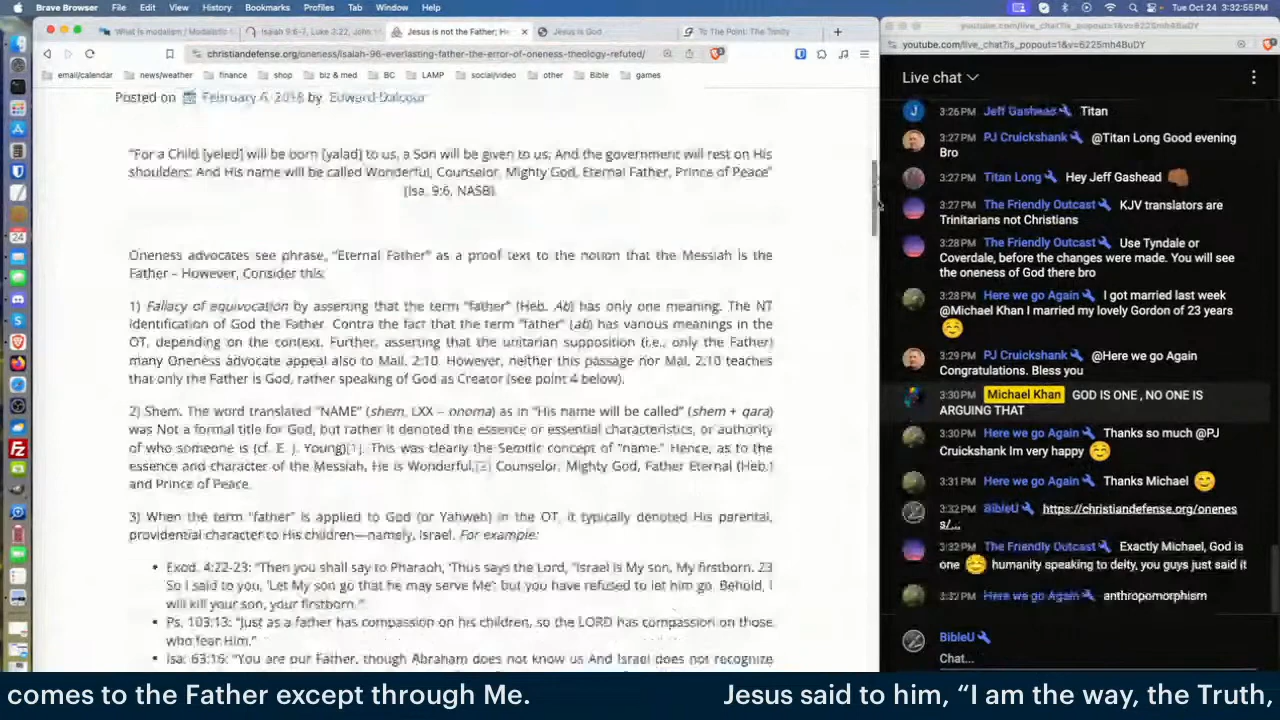 Brave Browser File Edit View History Bookmarks Profiles Tab Window Help
Tue Oct 24 3:32:55 PM
What is modalism / Modalistic
Isaiah 9:6-7, Luke 3:22, John
Jesus is not the Father; He
Jesus is God
To The Point: The Trinity
christiandefense.org/oneness/isaiah-96-everlasting-father-the-error-of-oneness-theology-refuted/
email/calendar news/weather finance shop biz & med BC LAMP social/video other Bible games
Posted on February 6, 2018 by Edward Dalcour
"For a Child [yeled] will be born [yalad] to us, a Son will be given to us; And the government will rest on His
shoulders; And His name will be called Wonderful, Counselor, Mighty God, Eternal Father, Prince of Peace"
(Isa. 9:6, NASB).
Oneness advocates see phrase, "Eternal Father" as a proof text to the notion that the Messiah is the
Father – However, Consider this:
1) Fallacy of equivocation by asserting that the term "father" (Heb. Ab) has only one meaning. The NT
identification of God the Father. Contra the fact that the term "father" (ab) has various meanings in the
OT, depending on the context. Further, asserting that the unitarian supposition (i.e., only the Father)
many Oneness advocate appeal also to Mall. 2:10. However, neither this passage nor Mal. 2:10 teaches
that only the Father is God, rather speaking of God as Creator (see point 4 below).
2) Shem. The word translated "NAME" (shem, LXX – onoma) as in "His name will be called" (shem + qara)
was Not a formal title for God, but rather it denoted the essence or essential characteristics, or authority
of who someone is (cf. E. J. Young)[1]. This was clearly the Semitic concept of "name." Hence, as to the
essence and character of the Messiah, He is Wonderful,[2] Counselor, Mighty God, Father Eternal (Heb.)
and Prince of Peace.
3) When the term "father" is applied to God (or Yahweh) in the OT, it typically denoted His parental,
providential character to His children—namely, Israel. For example:
• Exod. 4:22-23: "Then you shall say to Pharaoh, 'Thus says the Lord, "Israel is My son, My firstborn. 23
So I said to you, 'Let My son go that he may serve Me'; but you have refused to let him go. Behold, I
will kill your son, your firstborn."'"
• Ps. 103:13: "Just as a father has compassion on his children, so the LORD has compassion on those
who fear Him."
• Isa. 63:16: "You are our Father, though Abraham does not know us And Israel does not recognize
youtube.com/live_chat?is_popout=1&v=6225mh4BuDY
youtube.com/live_chat?is_popout=1&v=6225mh4BuDY
Live chat
3:26 PM Jeff Gashead Titan
3:27 PM PJ Cruickshank @Titan Long Good evening
Bro
3:27 PM Titan Long Hey Jeff Gashead
3:27 PM The Friendly Outcast KJV translators are
Trinitarians not Christians
3:28 PM The Friendly Outcast Use Tyndale or
Coverdale, before the changes were made. You will see
the oneness of God there bro
3:28 PM Here we go Again I got married last week
@Michael Khan I married my lovely Gordon of 23 years
3:29 PM PJ Cruickshank @Here we go Again
Congratulations. Bless you
3:30 PM Michael Khan GOD IS ONE , NO ONE IS
ARGUING THAT
3:30 PM Here we go Again Thanks so much @PJ
Cruickshank Im very happy
3:31 PM Here we go Again Thanks Michael
3:32 PM BibleU https://christiandefense.org/onenes
s/...
3:32 PM The Friendly Outcast Exactly Michael, God is
one humanity speaking to deity, you guys just said it
3:32 PM Here we go Again anthropomorphism
BibleU
Chat...
comes to the Father except through Me. Jesus said to him, “I am the way, the Truth,